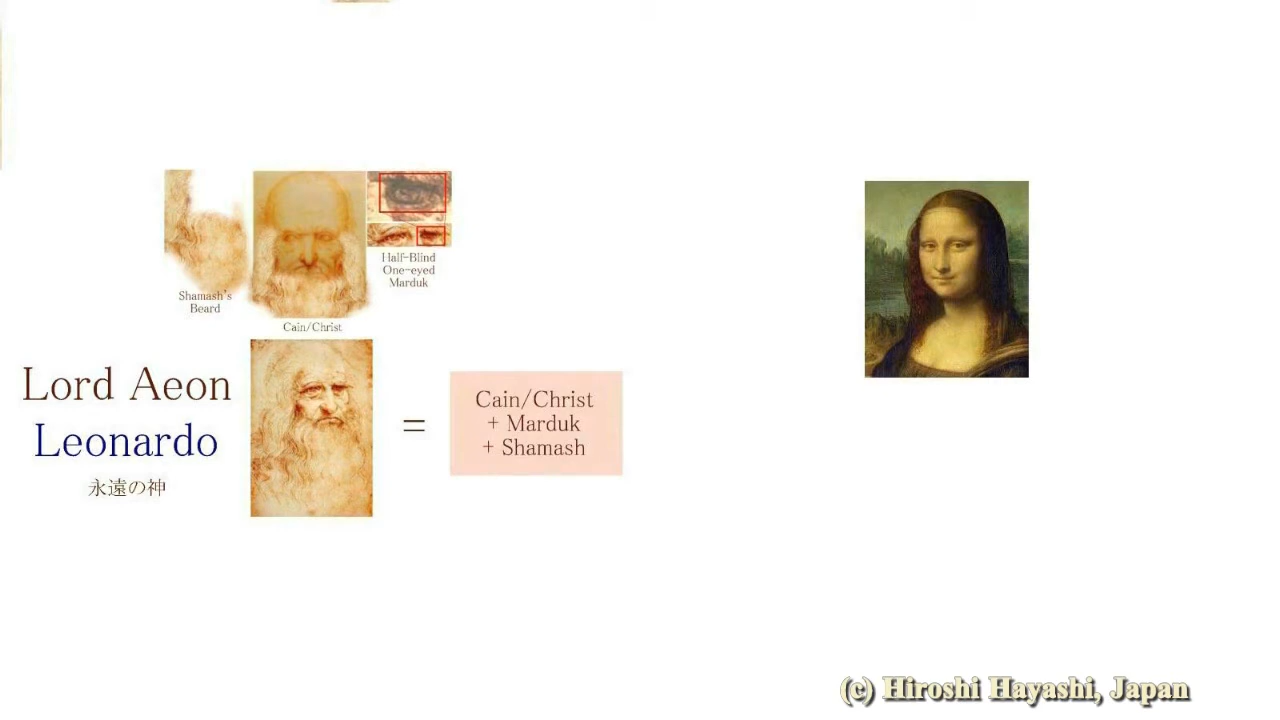 Shamash's
Beard
Cain/Christ
Half-Blind
One-eyed
Marduk
Lord Aeon
Leonardo
永遠の神
=
Cain/Christ
+ Marduk
+ Shamash
(c) Hiroshi Hayashi, Japan